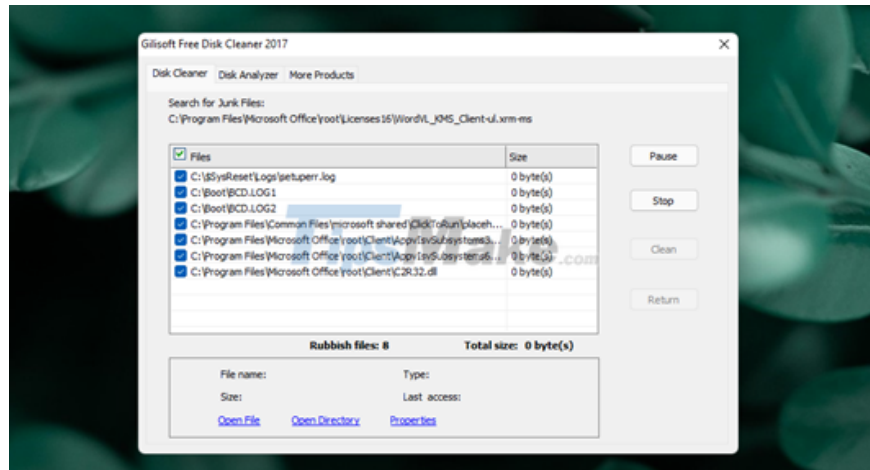 Gilisoft Free Disk Cleaner 2017
Disk Cleaner Disk Analyzer More Products
Search for Junk Files:
C:\Program Files\Microsoft Office\root\Licenses16\WordVL_KMS_Client-ul.xrm-ms
Files Size
C:\$SysReset\Logs\setuperr.log 0 byte(s)
C:\Boot\BCD.LOG1 0 byte(s)
C:\Boot\BCD.LOG2 0 byte(s)
C:\Program Files\Common Files\microsoft shared\ClickToRun\placeh... 0 byte(s)
C:\Program Files\Microsoft Office\root\Client\AppvIsvSubsystems3... 0 byte(s)
C:\Program Files\Microsoft Office\root\Client\AppvIsvSubsystems6... 0 byte(s)
C:\Program Files\Microsoft Office\root\Client\C2R32.dll 0 byte(s)
Pause
Stop
Clean
Return
TipsMake.com
Rubbish files: 8 Total size: 0 byte(s)
File name: Type:
Size: Last access:
Open File Open Directory Properties